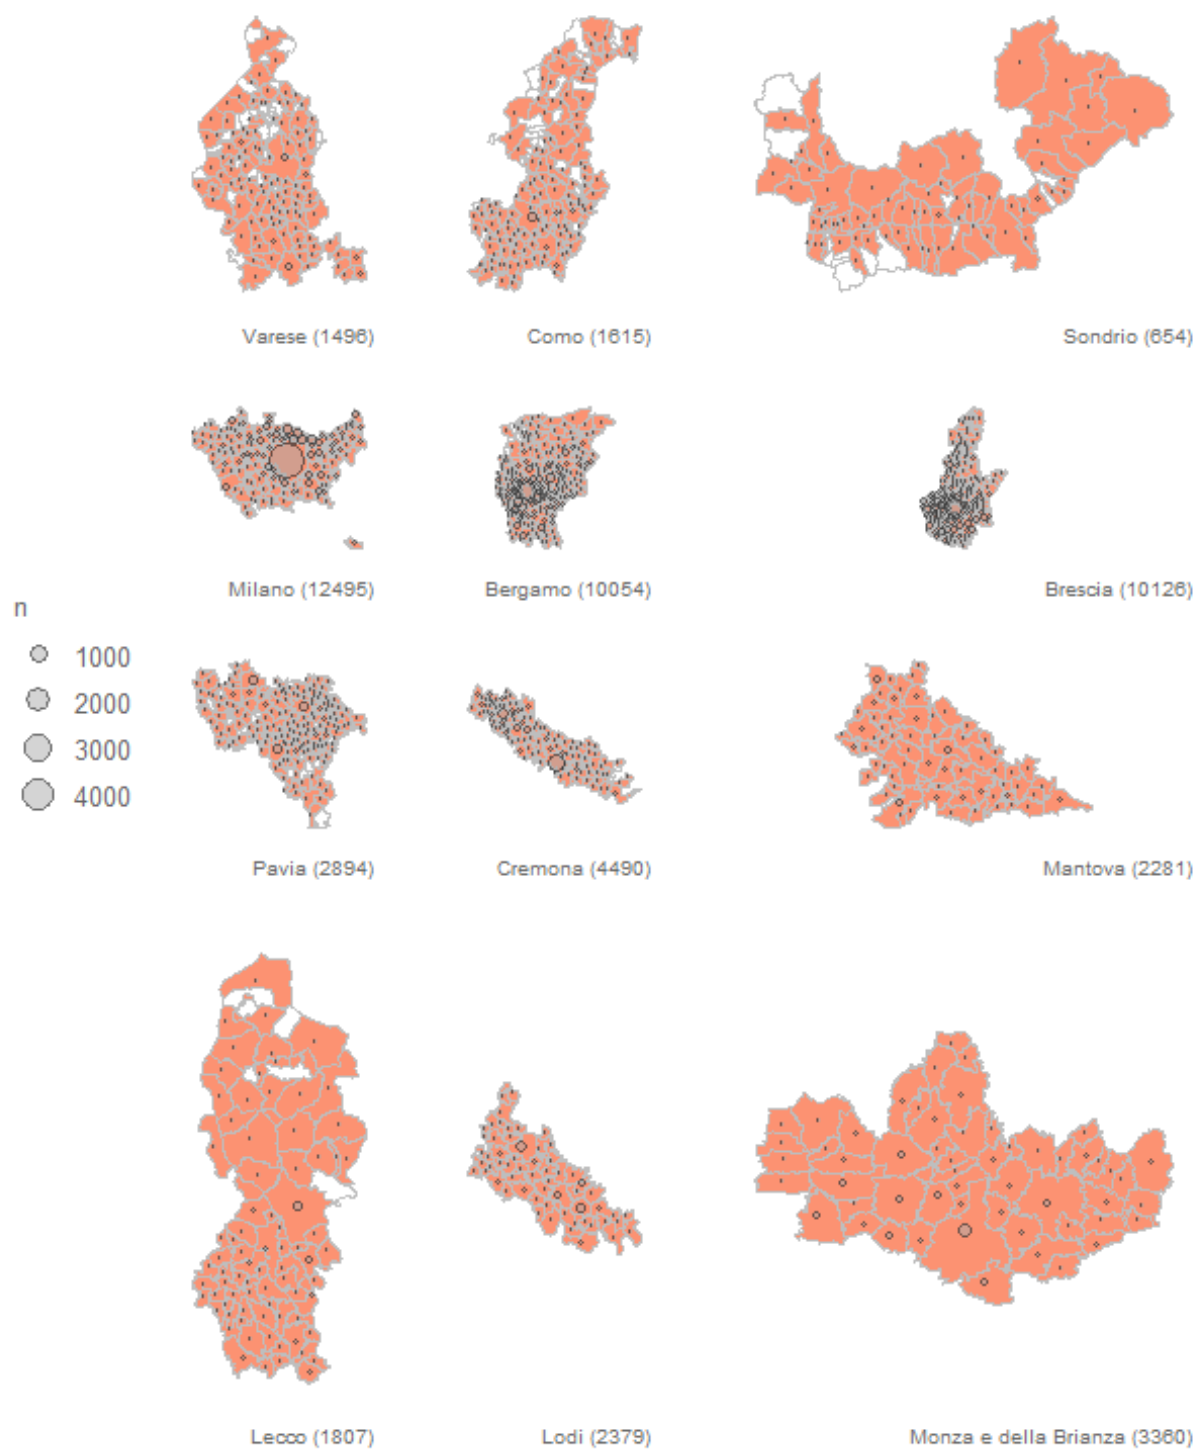 Varese (1496)
Como (1615)
Sondrio (654)
Milano (12495)
Bergamo (10054)
Brescia (10126)
n
1000
2000
3000
4000
Pavia (2894)
Cremona (4490)
Mantova (2281)
Lecco (1807)
Lodi (2379)
Monza e della Brianza (3360)